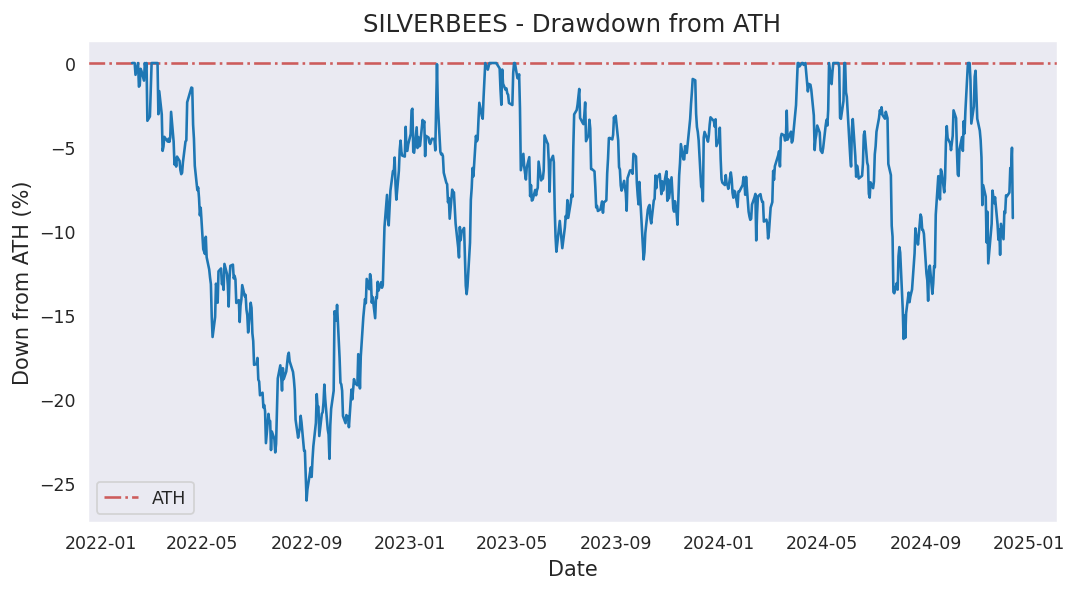 SILVERBEES - Drawdown from ATH
Down from ATH (%)
0
−5
−10
−15
−20
−25
ATH
2022-01 2022-05 2022-09 2023-01 2023-05 2023-09 2024-01 2024-05 2024-09 2025-01
Date